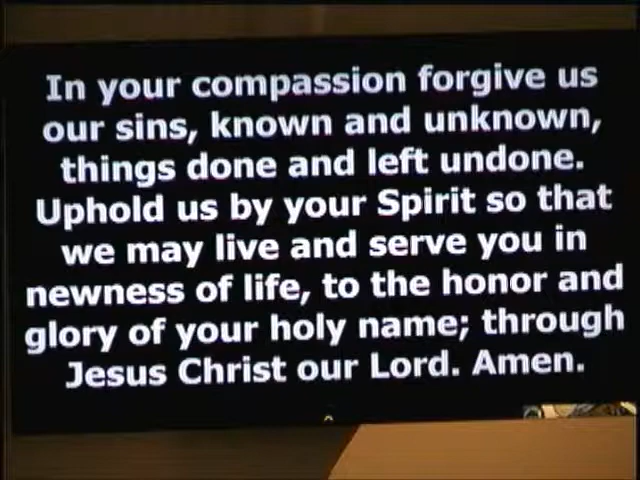 In your compassion forgive us
our sins, known and unknown,
things done and left undone.
Uphold us by your Spirit so that
we may live and serve you in
newness of life, to the honor and
glory of your holy name; through
Jesus Christ our Lord. Amen.